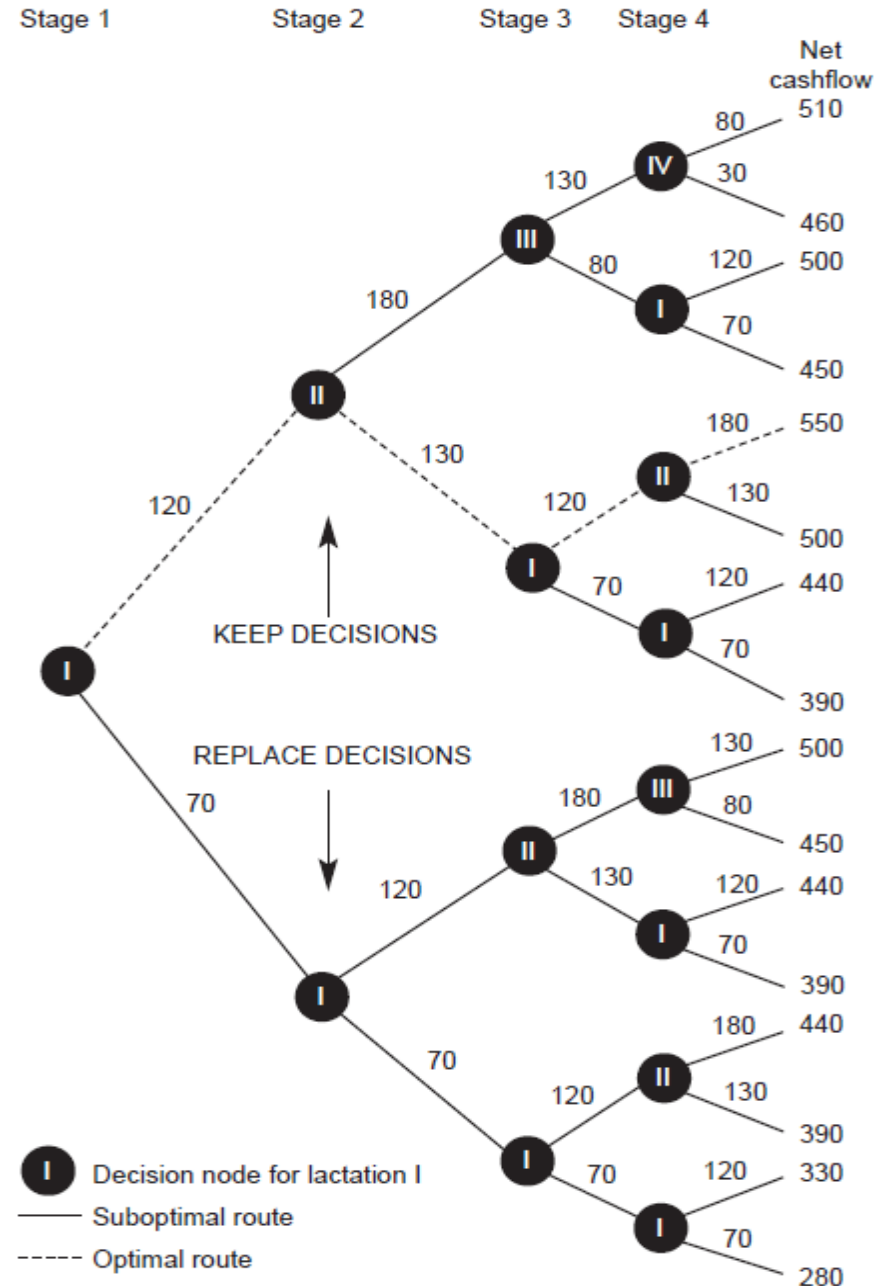 Stage 1 Stage 2 Stage 3 Stage 4
Net
cashflow
510
80
IV
30
130
460
III
500
120
80
180
I
70
450
II
180
550
130
II
120
130
120
500
I
120
440
70
KEEP DECISIONS
I
70
I
390
REPLACE DECISIONS
130
500
180
III
70
80
II
450
120
130
120
440
I
70
I
390
180
440
70
II
120
130
390
I
120
330
I Decision node for lactation I
70
Suboptimal route
I
70
Optimal route
280